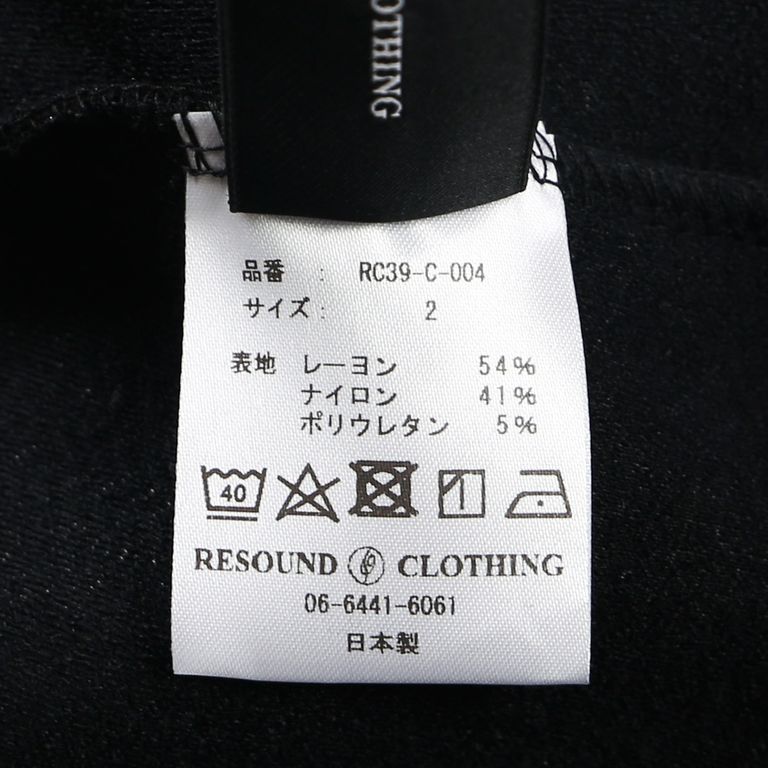 OTHING
品番 : RC39-C-004
サイズ: 2
表地 レーヨン 54%
ナイロン 41%
ポリウレタン 5%
40
RESOUND CLOTHING
06-6441-6061
日本製